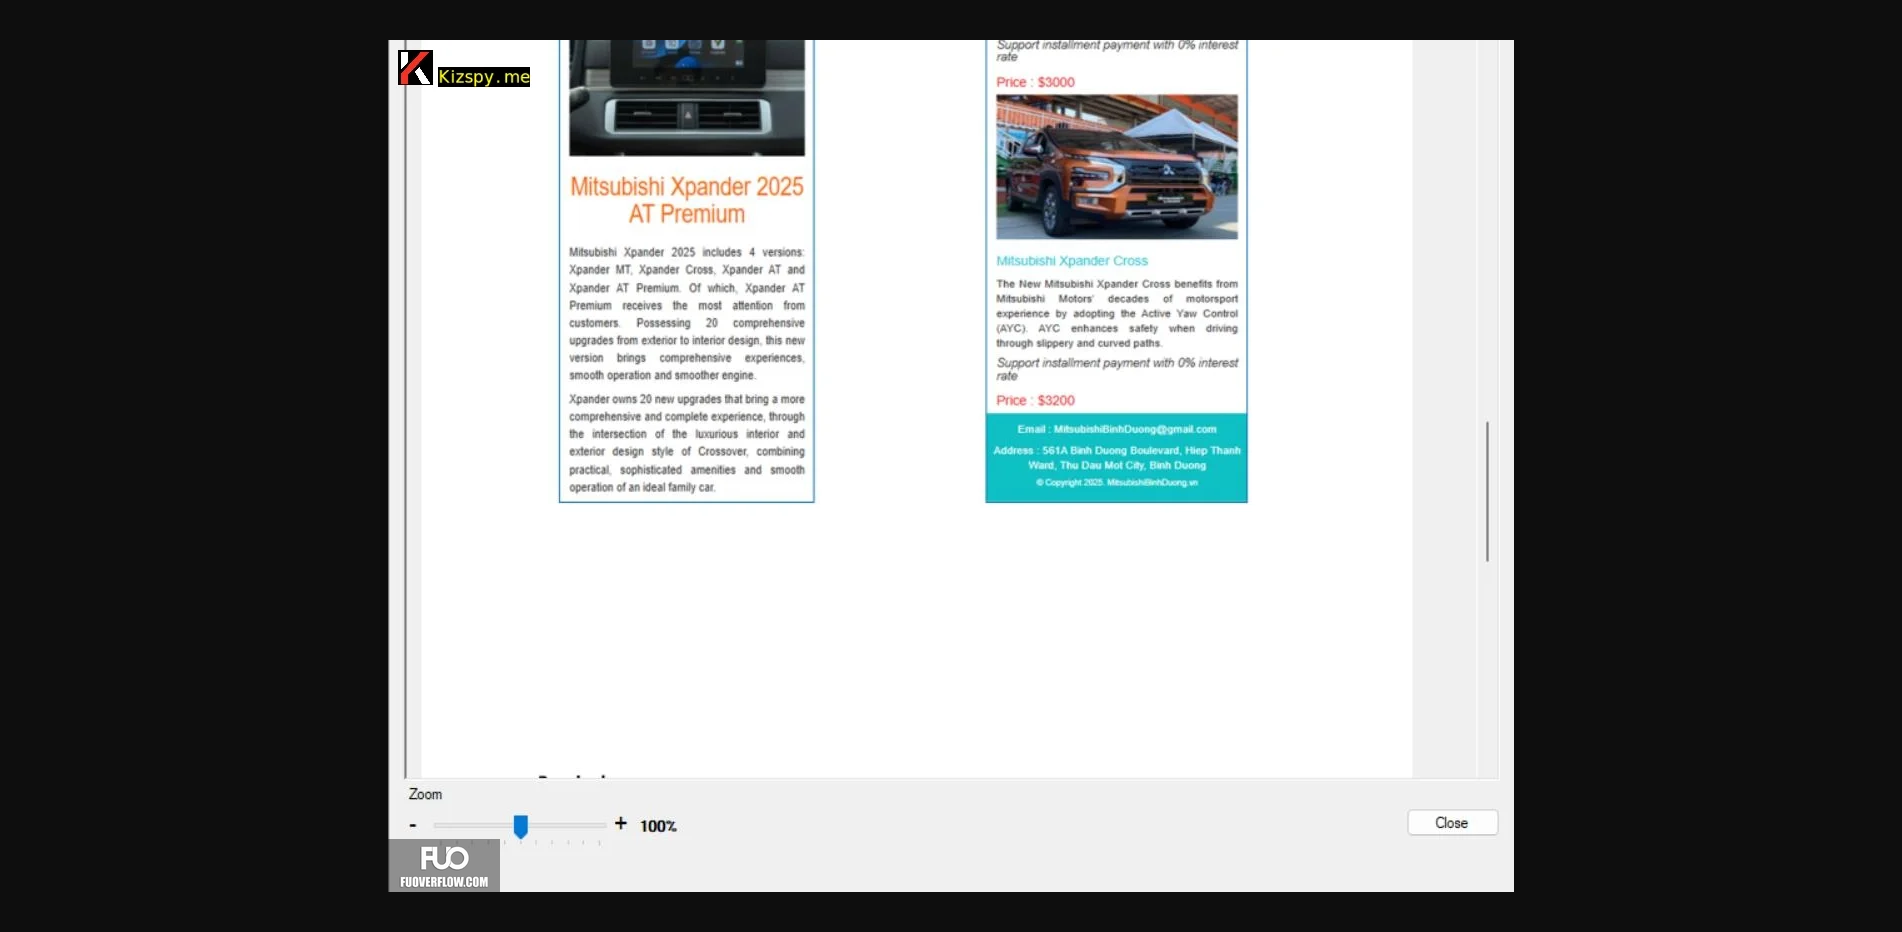 Kizspy.me
Mitsubishi Xpander 2025
AT Premium
Mitsubishi Xpander 2025 includes 4 versions:
Xpander MT, Xpander Cross, Xpander AT and
Xpander AT Premium. Of which, Xpander AT
Premium receives the most attention from
customers. Possessing 20 comprehensive
upgrades from exterior to interior design, this new
version brings comprehensive experiences,
smooth operation and smoother engine.
Xpander owns 20 new upgrades that bring a more
comprehensive and complete experience, through
the intersection of the luxurious interior and
exterior design style of Crossover, combining
practical, sophisticated amenities and smooth
operation of an ideal family car.
Support installment payment with 0% interest
rate
Price : $3000
Mitsubishi Xpander Cross
The New Mitsubishi Xpander Cross benefits from
Mitsubishi Motors' decades of motorsport
experience by adopting the Active Yaw Control
(AYC). AYC enhances safety when driving
through slippery and curved paths.
Support installment payment with 0% interest
rate
Price : $3200
Email : MitsubishiBinhDuong@gmail.com
Address : 561A Binh Duong Boulevard, Hiep Thanh
Ward, Thu Dau Mot City, Binh Duong
© Copyright 2025. MitsubishiBinhDuong.vn
Zoom
- + 100%
Close
FUO
FUOVERFLOW.COM